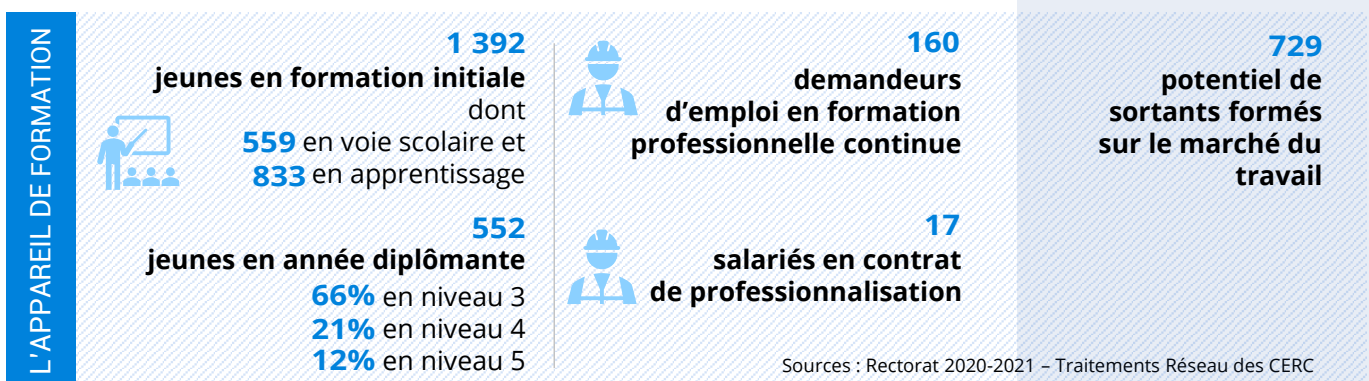 L'APPAREIL DE FORMATION
1 392
jeunes en formation initiale
dont
559 en voie scolaire et
833 en apprentissage
552
jeunes en année diplômante
66% en niveau 3
21% en niveau 4
12% en niveau 5
160
demandeurs
d'emploi en formation
professionnelle continue
17
salariés en contrat
de professionnalisation
729
potentiel de
sortants formés
sur le marché du
travail
Sources : Rectorat 2020-2021 – Traitements Réseau des CERC